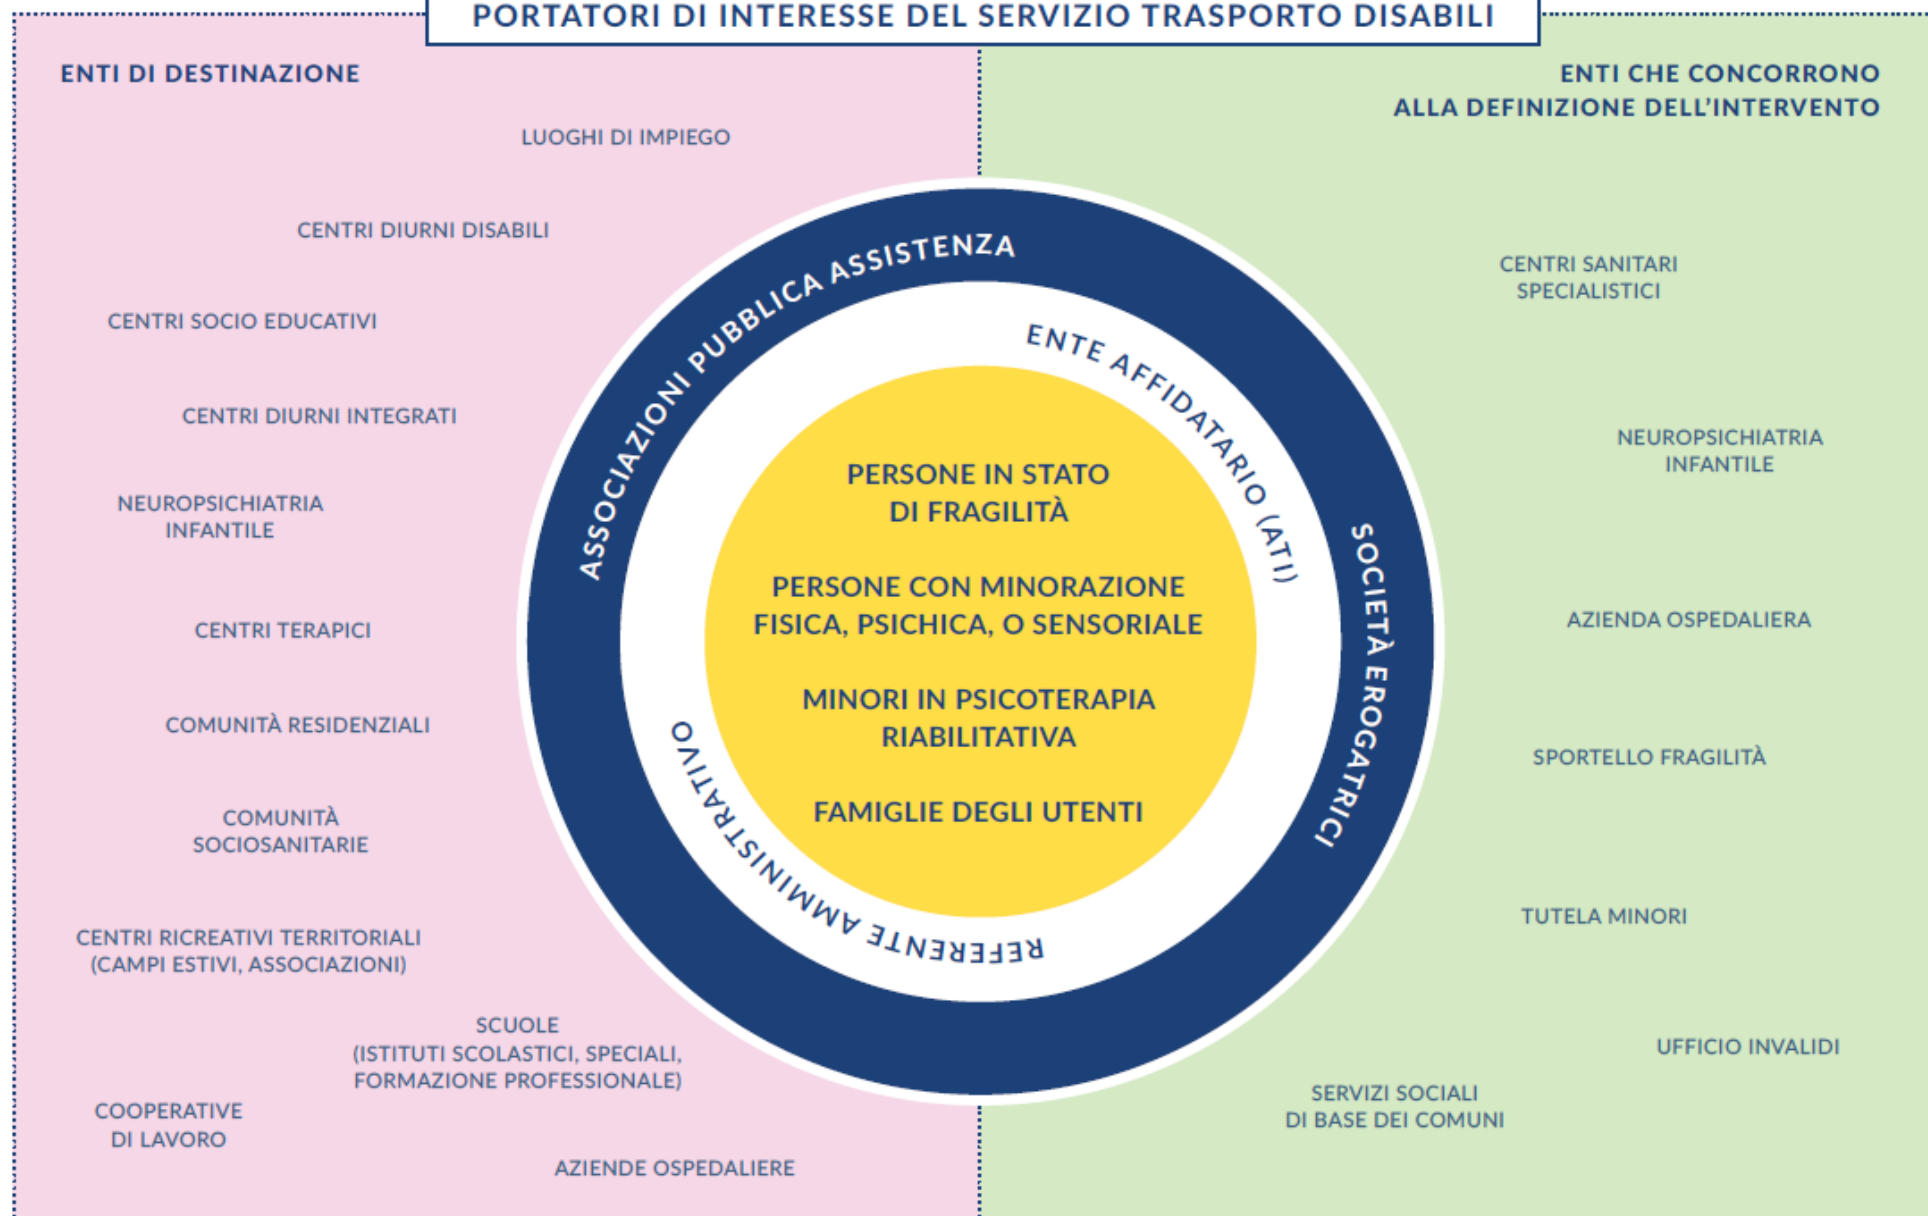 PORTATORI DI INTERESSE DEL SERVIZIO TRASPORTO DISABILI
ENTI DI DESTINAZIONE
LUOGHI DI IMPIEGO
CENTRI DIURNI DISABILI
CENTRI SOCIO EDUCATIVI
CENTRI DIURNI INTEGRATI
NEUROPSICHIATRIA
INFANTILE
CENTRI TERAPICI
COMUNITÀ RESIDENZIALI
COMUNITÀ
SOCIOSANITARIE
CENTRI RICREATIVI TERRITORIALI
(CAMPI ESTIVI, ASSOCIAZIONI)
SCUOLE
(ISTITUTI SCOLASTICI, SPECIALI,
FORMAZIONE PROFESSIONALE)
COOPERATIVE
DI LAVORO
AZIENDE OSPEDALIERE
ASSOCIAZIONI PUBBLICA ASSISTENZA
SOCIETÀ EROGATRICI
ENTE AFFIDATARIO (ATI)
REFERENTE AMMINISTRATIVO
PERSONE IN STATO
DI FRAGILITÀ
PERSONE CON MINORAZIONE
FISICA, PSICHICA, O SENSORIALE
MINORI IN PSICOTERAPIA
RIABILITATIVA
FAMIGLIE DEGLI UTENTI
ENTI CHE CONCORRONO
ALLA DEFINIZIONE DELL'INTERVENTO
CENTRI SANITARI
SPECIALISTICI
NEUROPSICHIATRIA
INFANTILE
AZIENDA OSPEDALIERA
SPORTELLO FRAGILITÀ
TUTELA MINORI
UFFICIO INVALIDI
SERVIZI SOCIALI
DI BASE DEI COMUNI